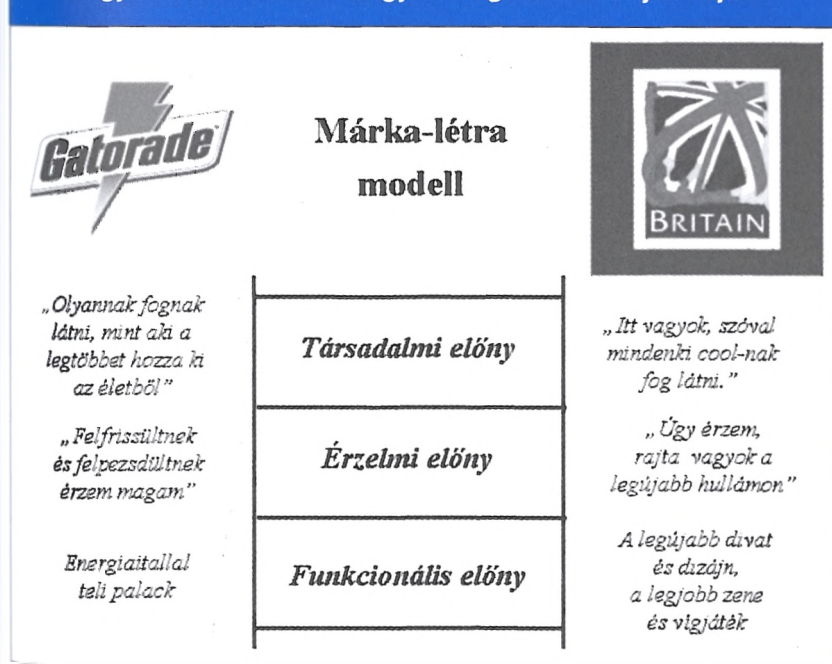 Gatorade
Márka-létra
modell
BRITAIN
„Olyannak fognak
látni, mint aki a
legtöbbet hozza ki
az életből”
Társadalmi előny
„Itt vagyok, szóval
mindenki cool-nak
fog látni.”
„Felfrissültnek
és felpezsdültnek
érzem magam”
Érzelmi előny
„Úgy érzem,
rajta vagyok a
legújabb hullámon”
Energiaitallal
teli palack
Funkcionális előny
A legújabb divat
és dizájn,
a legjobb zene
és vígjáték